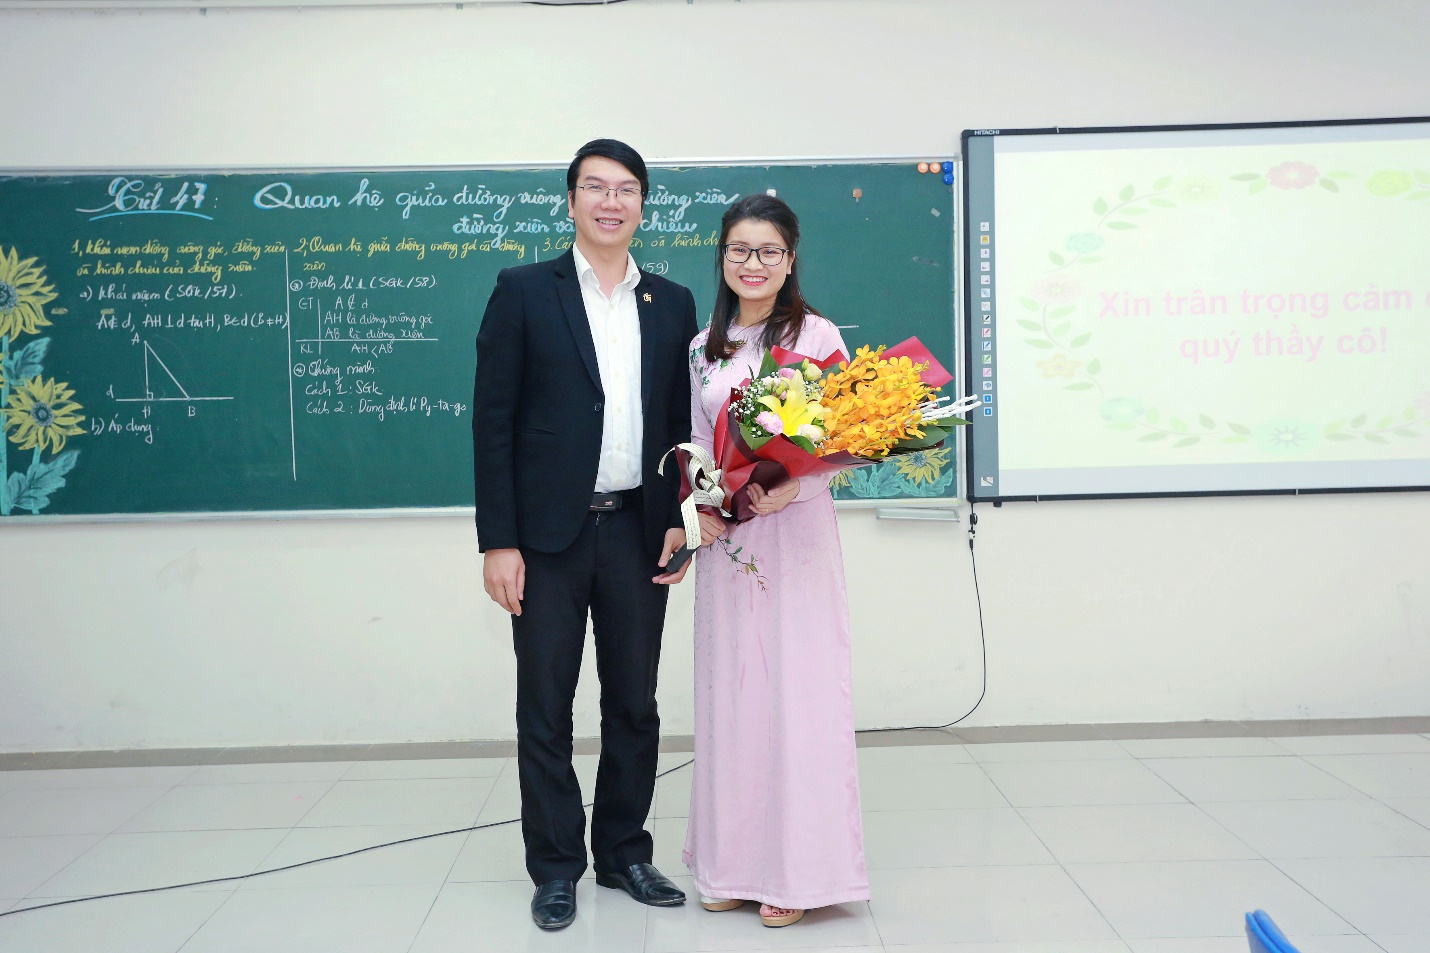 Tiết 47: Quan hệ giữa đường vuông đường xiên,
đường xiên và chiếu
1, Khái niệm đường vuông góc, đường xiên,
và hình chiếu của đường xiên.
a) Khái niệm (SGK/57).
A∉d, AH⊥d tại H, B∈d (B≢H)
A
d
H B
b,) Áp dụng:
2, Quan hệ giữa đường vuông góc và đường
xiên
a) Định lí 1 (SGK/58).
GT A ∉ d
AH là đường vuông góc
AB là đường xiên
KL AH < AB
Chứng minh
Cách 1: SGK
Cách 2: Dùng định lí Py-ta-go
3. Các và hình
/59)
HITACHI
Xin trân trọng cảm
quý thầy cô!